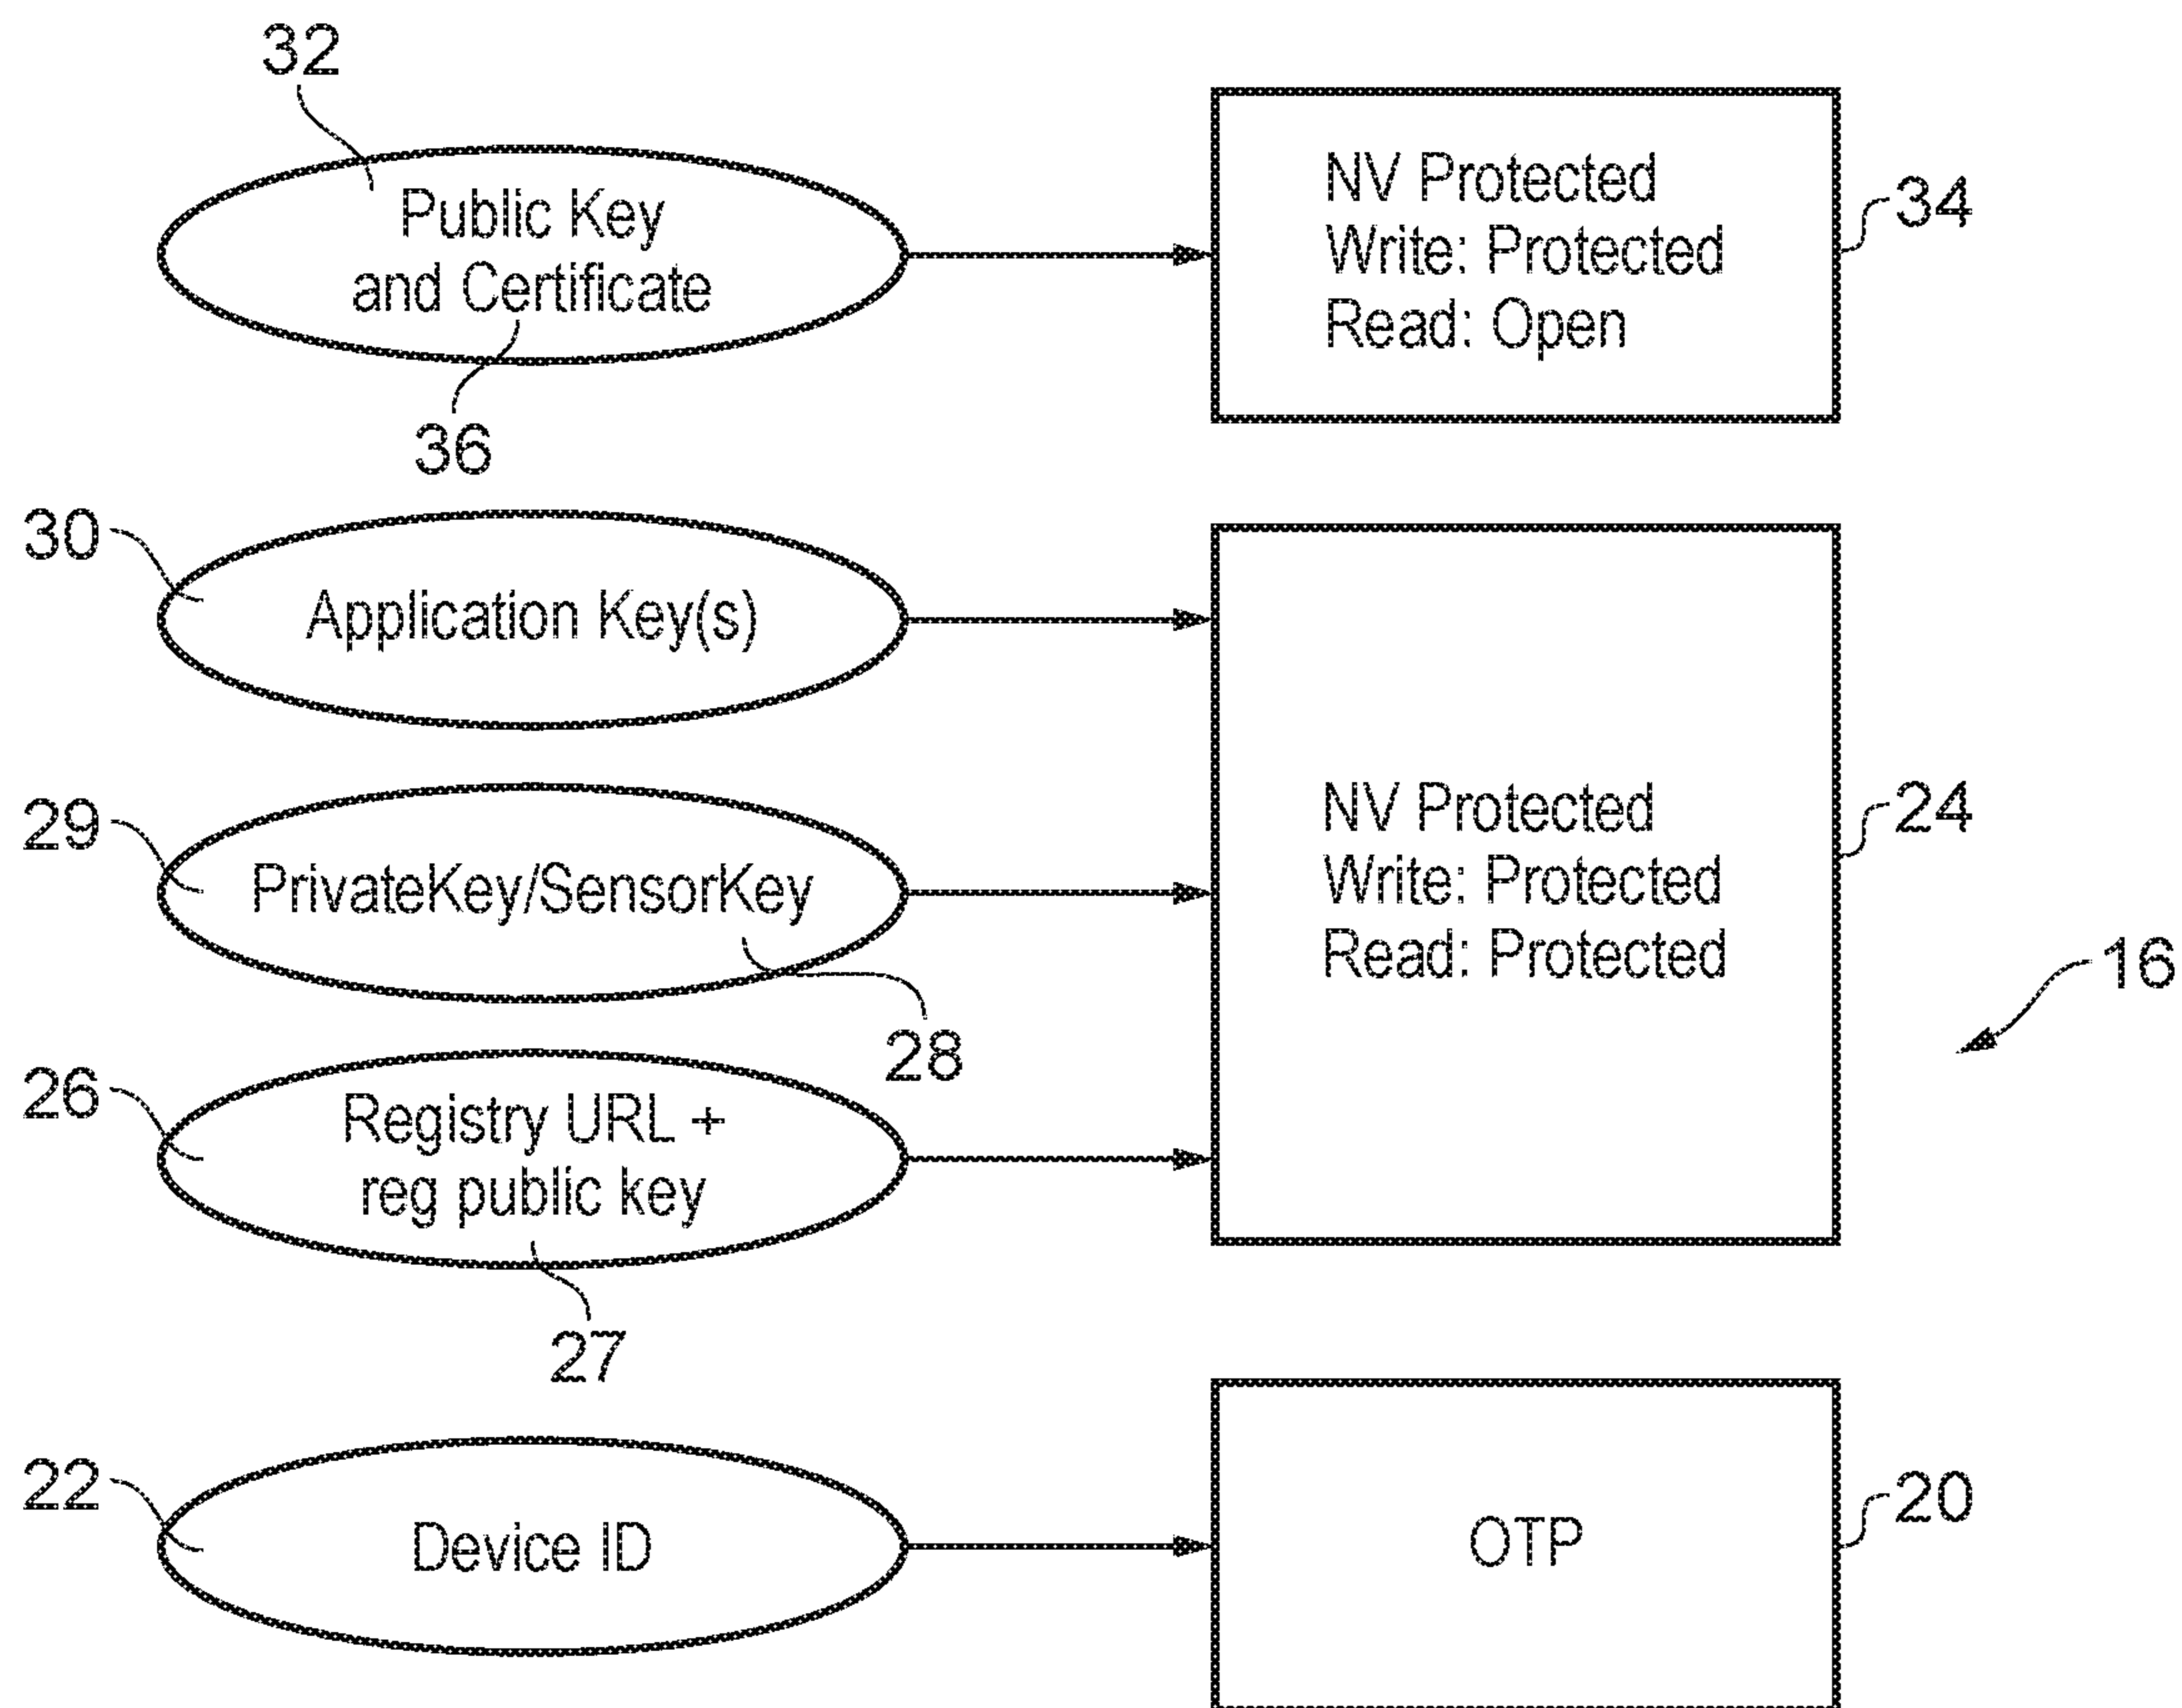 32
Public Key
and Certificate
36
NV Protected
Write: Protected
Read: Open
34
30
Application Key(s)
29
PrivateKey/SensorKey
28
26
Registry URL +
reg public key
27
NV Protected
Write: Protected
Read: Protected
24
16
22
Device ID
OTP
20